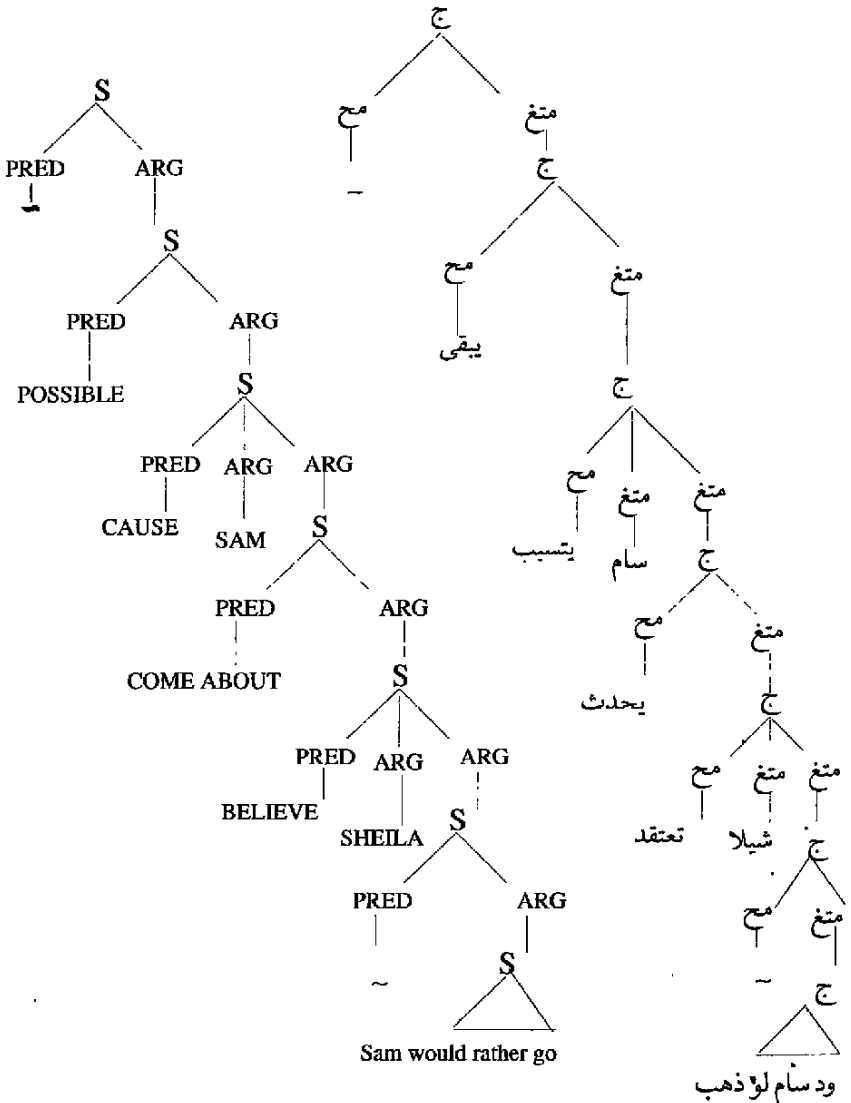 S
PRED ARG
~
S
PRED ARG
POSSIBLE
S
PRED ARG ARG
CAUSE SAM
S
PRED ARG
COME ABOUT
S
PRED ARG ARG
BELIEVE SHEILA
S
PRED ARG
~
S
Sam would rather go
ج
مح متغ
~
ج
مح متغ
يبقى
ج
مح متغ متغ
يتسبب سام
ج
مح متغ
يحدث
ج
مح متغ متغ
تعتقد شيلا
ج
مح متغ
~
ج
ود سام لو ذهب